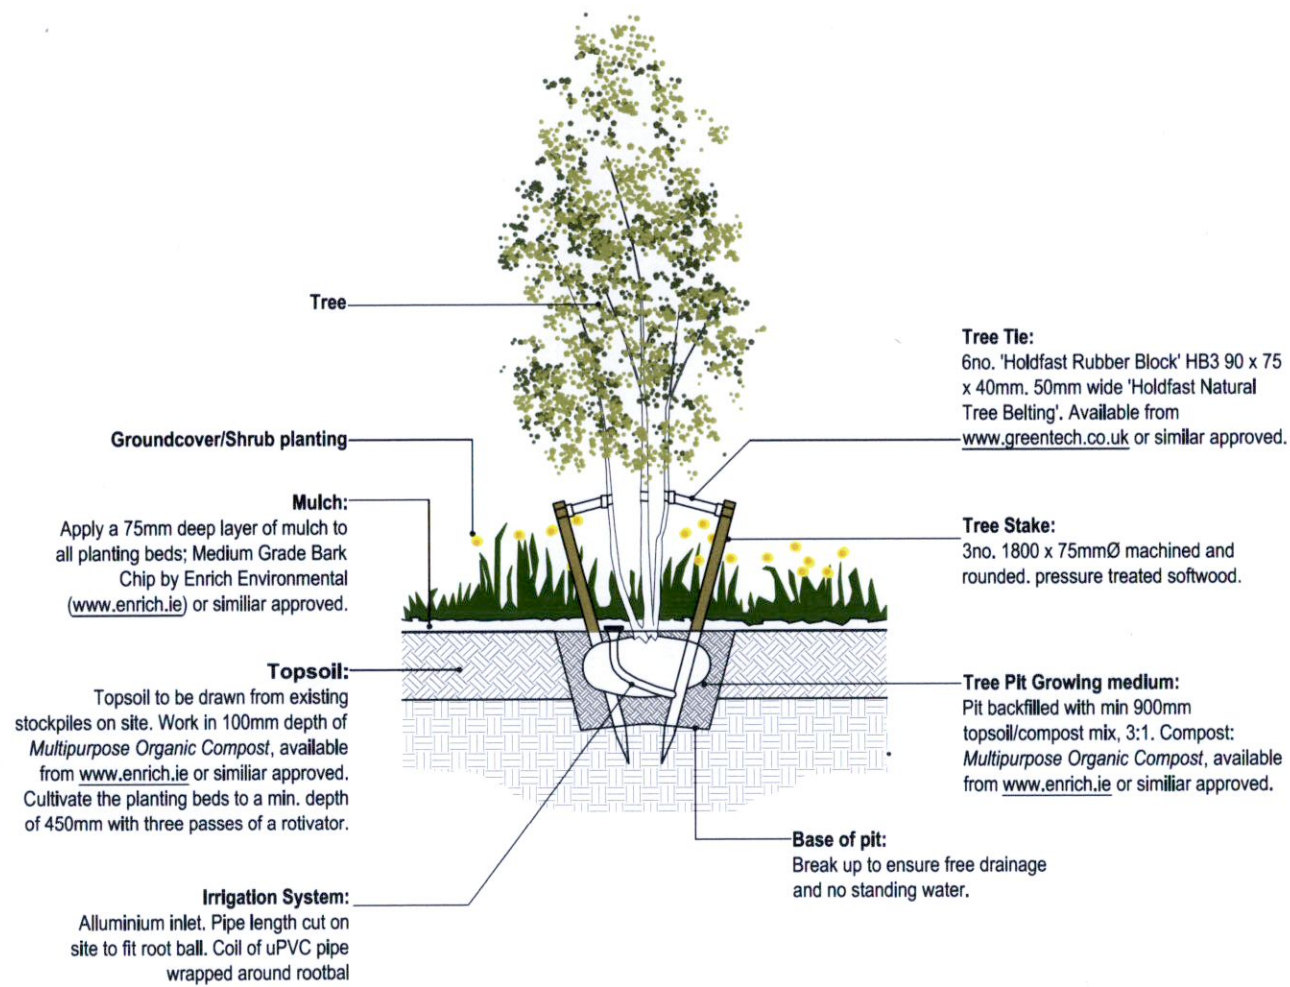 Tree
Groundcover/Shrub planting
Mulch:
Apply a 75mm deep layer of mulch to
all planting beds; Medium Grade Bark
Chip by Enrich Environmental
(www.enrich.ie) or similiar approved.
Topsoil:
Topsoil to be drawn from existing
stockpiles on site. Work in 100mm depth of
Multipurpose Organic Compost, available
from www.enrich.ie or similiar approved.
Cultivate the planting beds to a min. depth
of 450mm with three passes of a rotivator.
Irrigation System:
Alluminium inlet. Pipe length cut on
site to fit root ball. Coil of uPVC pipe
wrapped around rootbal
Tree Tie:
6no. 'Holdfast Rubber Block' HB3 90 x 75
x 40mm. 50mm wide 'Holdfast Natural
Tree Belting'. Available from
www.greentech.co.uk or similar approved.
Tree Stake:
3no. 1800 x 75mmØ machined and
rounded. pressure treated softwood.
Tree Pit Growing medium:
Pit backfilled with min 900mm
topsoil/compost mix, 3:1. Compost:
Multipurpose Organic Compost, available
from www.enrich.ie or similiar approved.
Base of pit:
Break up to ensure free drainage
and no standing water.